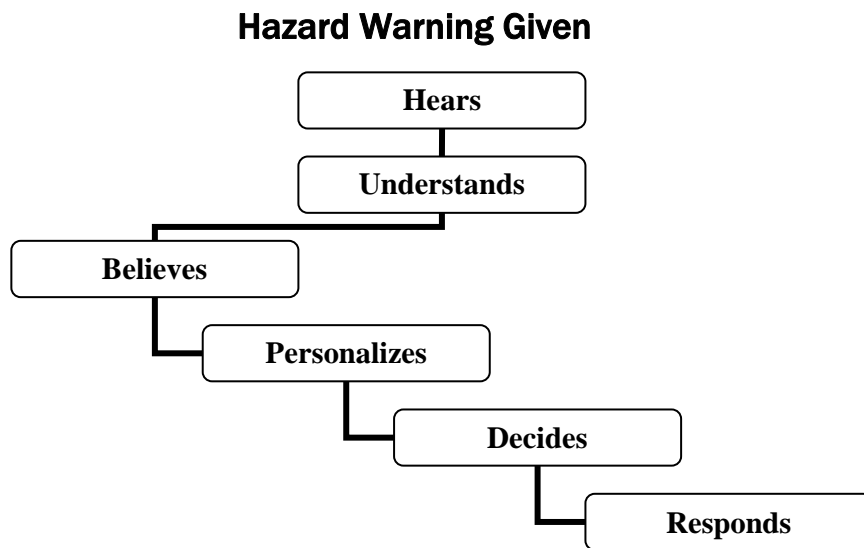 Hazard Warning Given
Hears
Understands
Believes
Personalizes
Decides
Responds